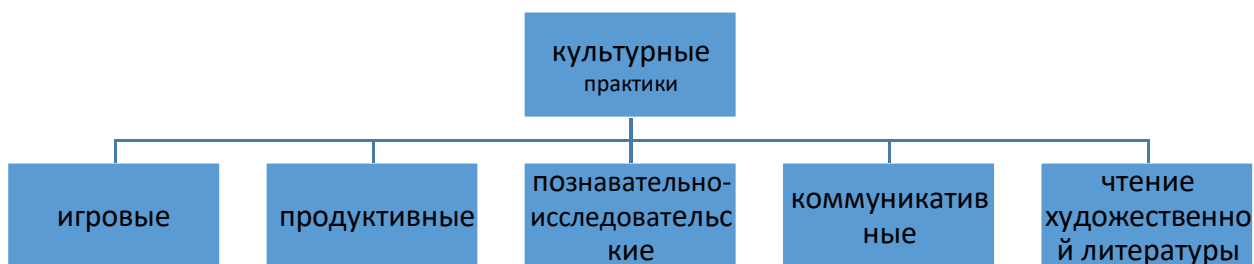 культурные
практики
игровые
продуктивные
познавательно-
исследовательс
кие
коммуникатив
ные
чтение
художественно
й литературы